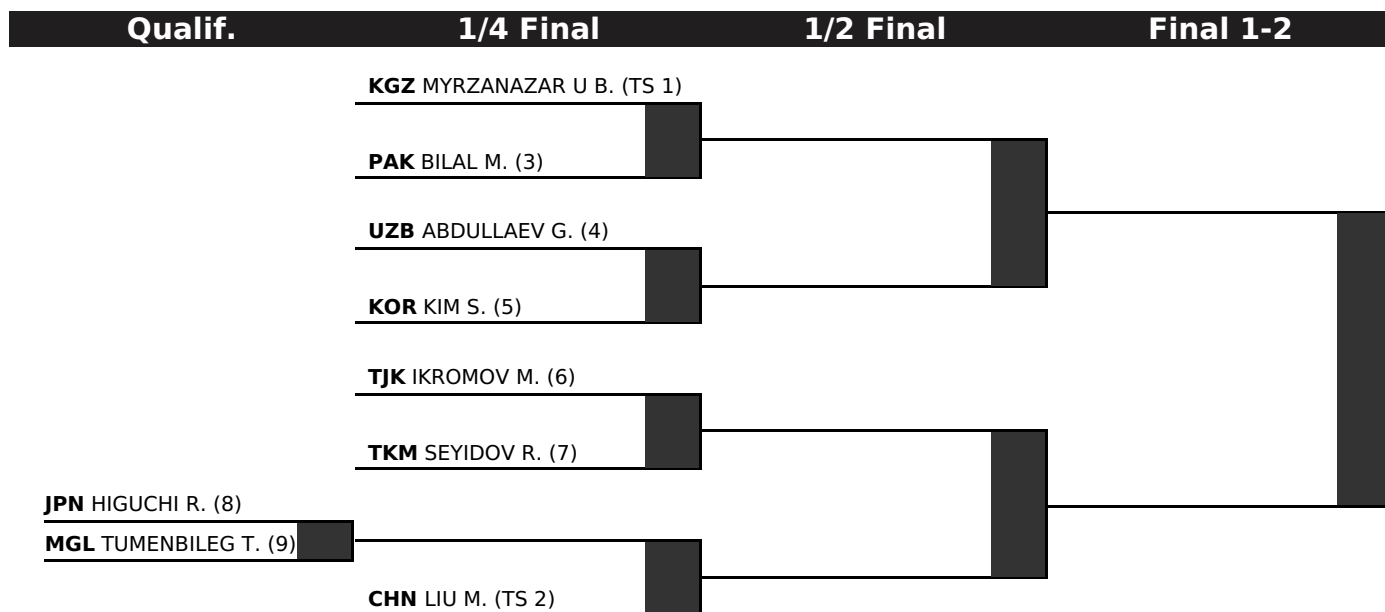 Qualif. 1/4 Final 1/2 Final Final 1-2
KGZ MYRZANAZAR U B. (TS 1)
PAK BILAL M. (3)
UZB ABDULLAEV G. (4)
KOR KIM S. (5)
TJK IKROMOV M. (6)
TKM SEYIDOV R. (7)
JPN HIGUCHI R. (8)
MGL TUMENBILEG T. (9)
CHN LIU M. (TS 2)